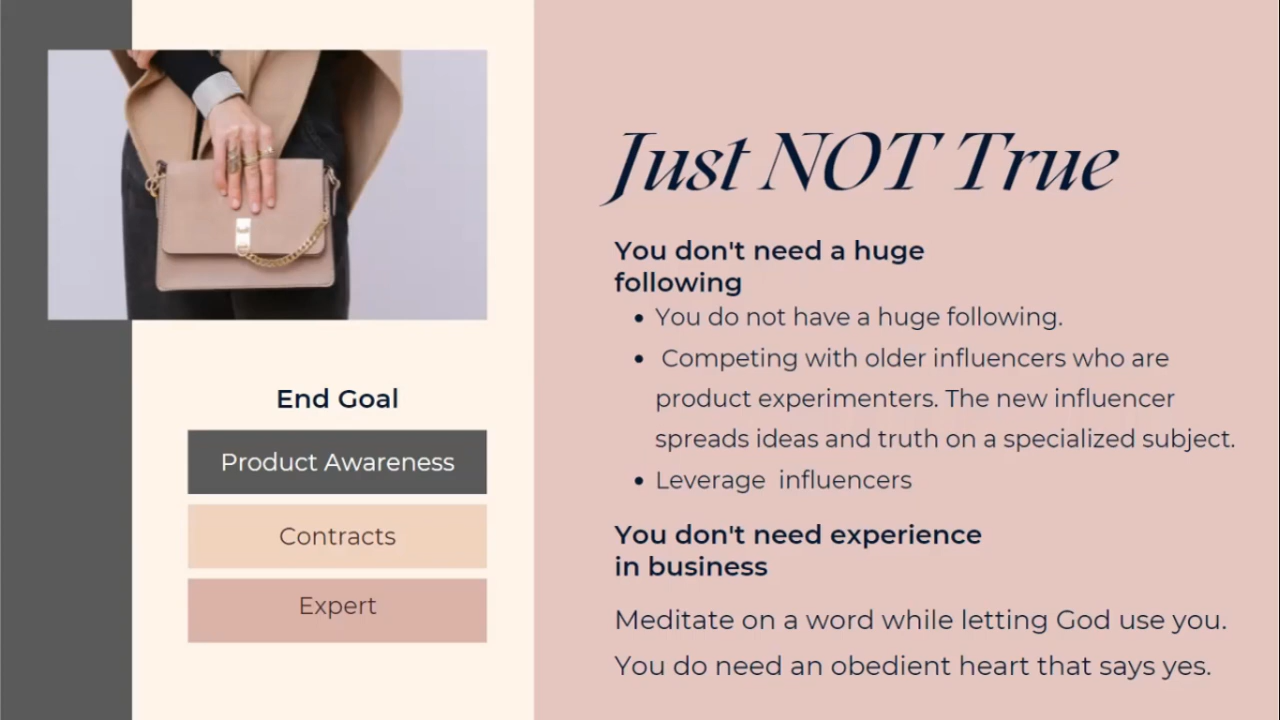 Just NOT True
You don't need a huge
following
• You do not have a huge following.
• Competing with older influencers who are
product experimenters. The new influencer
spreads ideas and truth on a specialized subject.
• Leverage influencers
You don't need experience
in business
Meditate on a word while letting God use you.
You do need an obedient heart that says yes.
End Goal
Product Awareness
Contracts
Expert